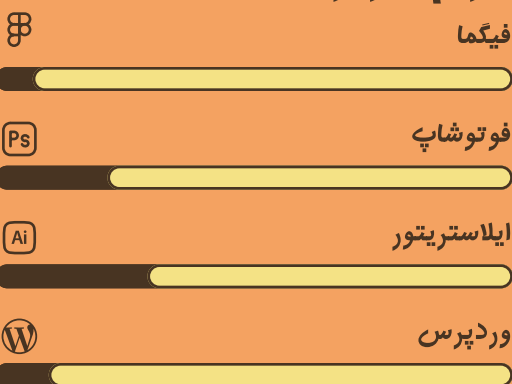 فیگما
فوتوشاپ
Ps
ایلاستریتور
Ai
وردپرس